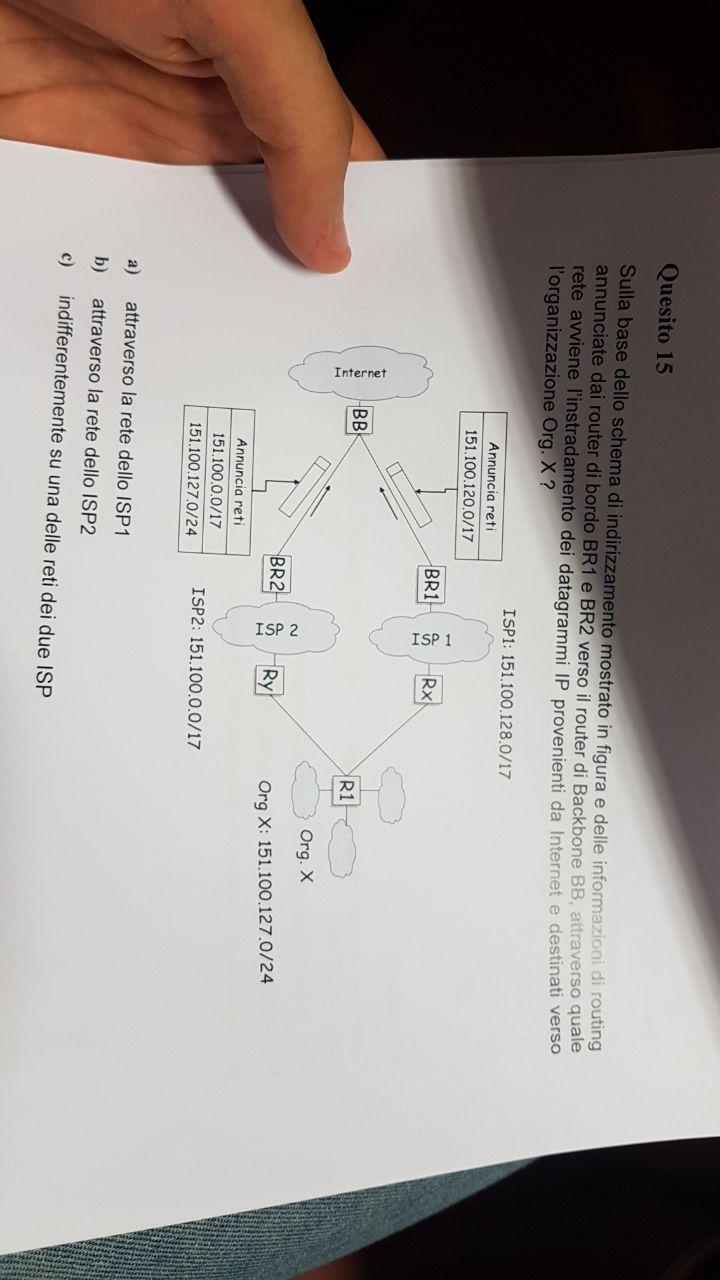 Quesito 15
Sulla base dello schema di indirizzamento mostrato in figura e delle informazioni di routing
annunciate dai router di bordo BR1 e BR2 verso il router di Backbone BB, attraverso quale
rete avviene l'instradamento dei datagrammi IP provenienti da Internet e destinati verso
l'organizzazione Org. X ?
Annuncia reti
151.100.120.0/17
ISP1: 151.100.128.0/17
BR1
ISP 1
Rx
Internet
BB
R1
Org. X
BR2
ISP 2
Ry
Org X: 151.100.127.0/24
Annuncia reti
151.100.0.0/17
151.100.127.0/24
ISP2: 151.100.0.0/17
a) attraverso la rete dello ISP1
b) attraverso la rete dello ISP2
c) indifferentemente su una delle reti dei due ISP